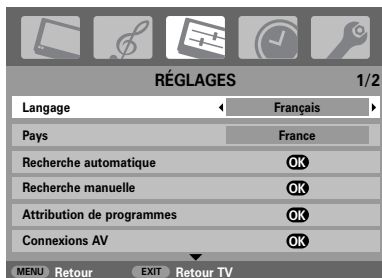 RÉGLAGES 1/2
Langage Français
Pays France
Recherche automatique OK
Recherche manuelle OK
Attribution de programmes OK
Connexions AV OK
MENU Retour EXIT Retour TV